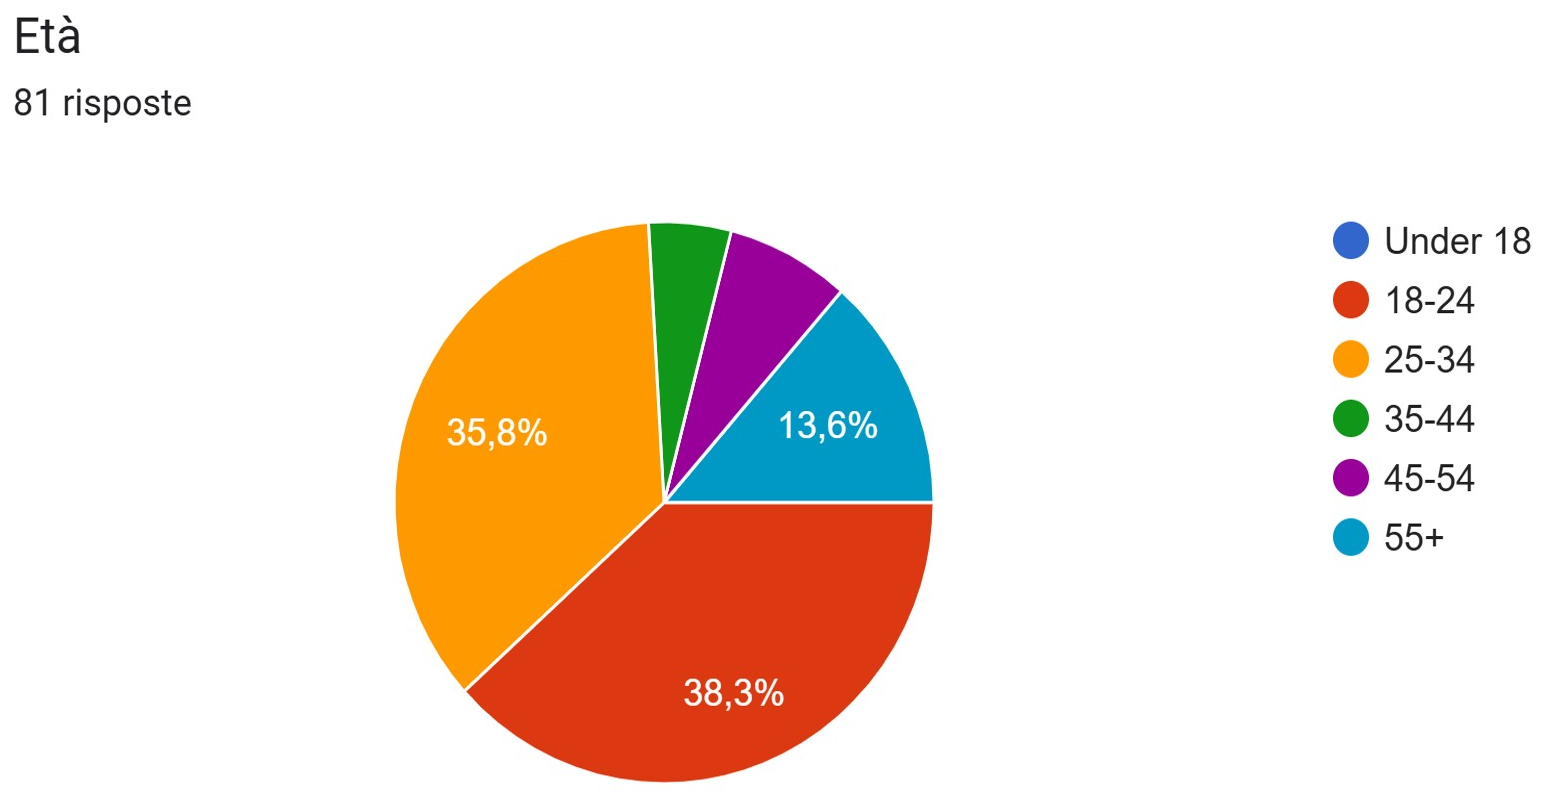 Età
81 risposte
35,8%
13,6%
38,3%
Under 18
18-24
25-34
35-44
45-54
55+